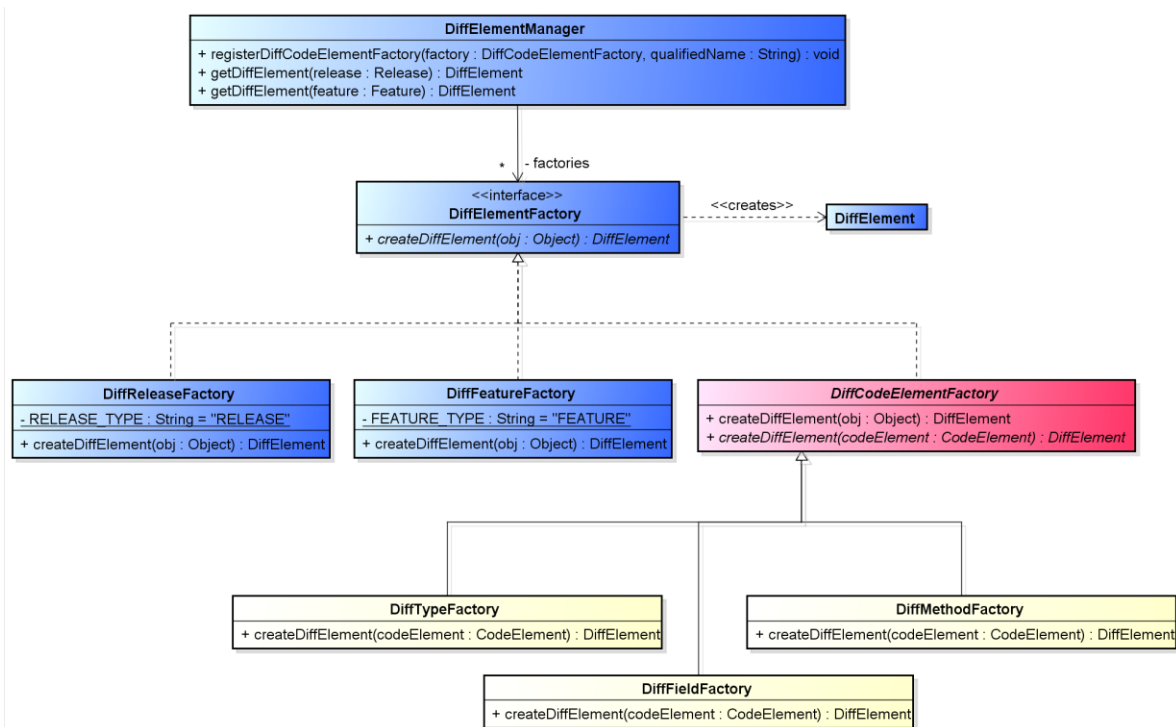 DiffElementManager
+ registerDiffCodeElementFactory(factory : DiffCodeElementFactory, qualifiedName : String) : void
+ getDiffElement(release : Release) : DiffElement
+ getDiffElement(feature : Feature) : DiffElement
* - factories
<<interface>>
DiffElementFactory
+ createDiffElement(obj : Object) : DiffElement
<<creates>>
DiffElement
DiffReleaseFactory
- RELEASE_TYPE : String = "RELEASE"
+ createDiffElement(obj : Object) : DiffElement
DiffFeatureFactory
- FEATURE_TYPE : String = "FEATURE"
+ createDiffElement(obj : Object) : DiffElement
DiffCodeElementFactory
+ createDiffElement(obj : Object) : DiffElement
+ createDiffElement(codeElement : CodeElement) : DiffElement
DiffTypeFactory
+ createDiffElement(codeElement : CodeElement) : DiffElement
DiffMethodFactory
+ createDiffElement(codeElement : CodeElement) : DiffElement
DiffFieldFactory
+ createDiffElement(codeElement : CodeElement) : DiffElement